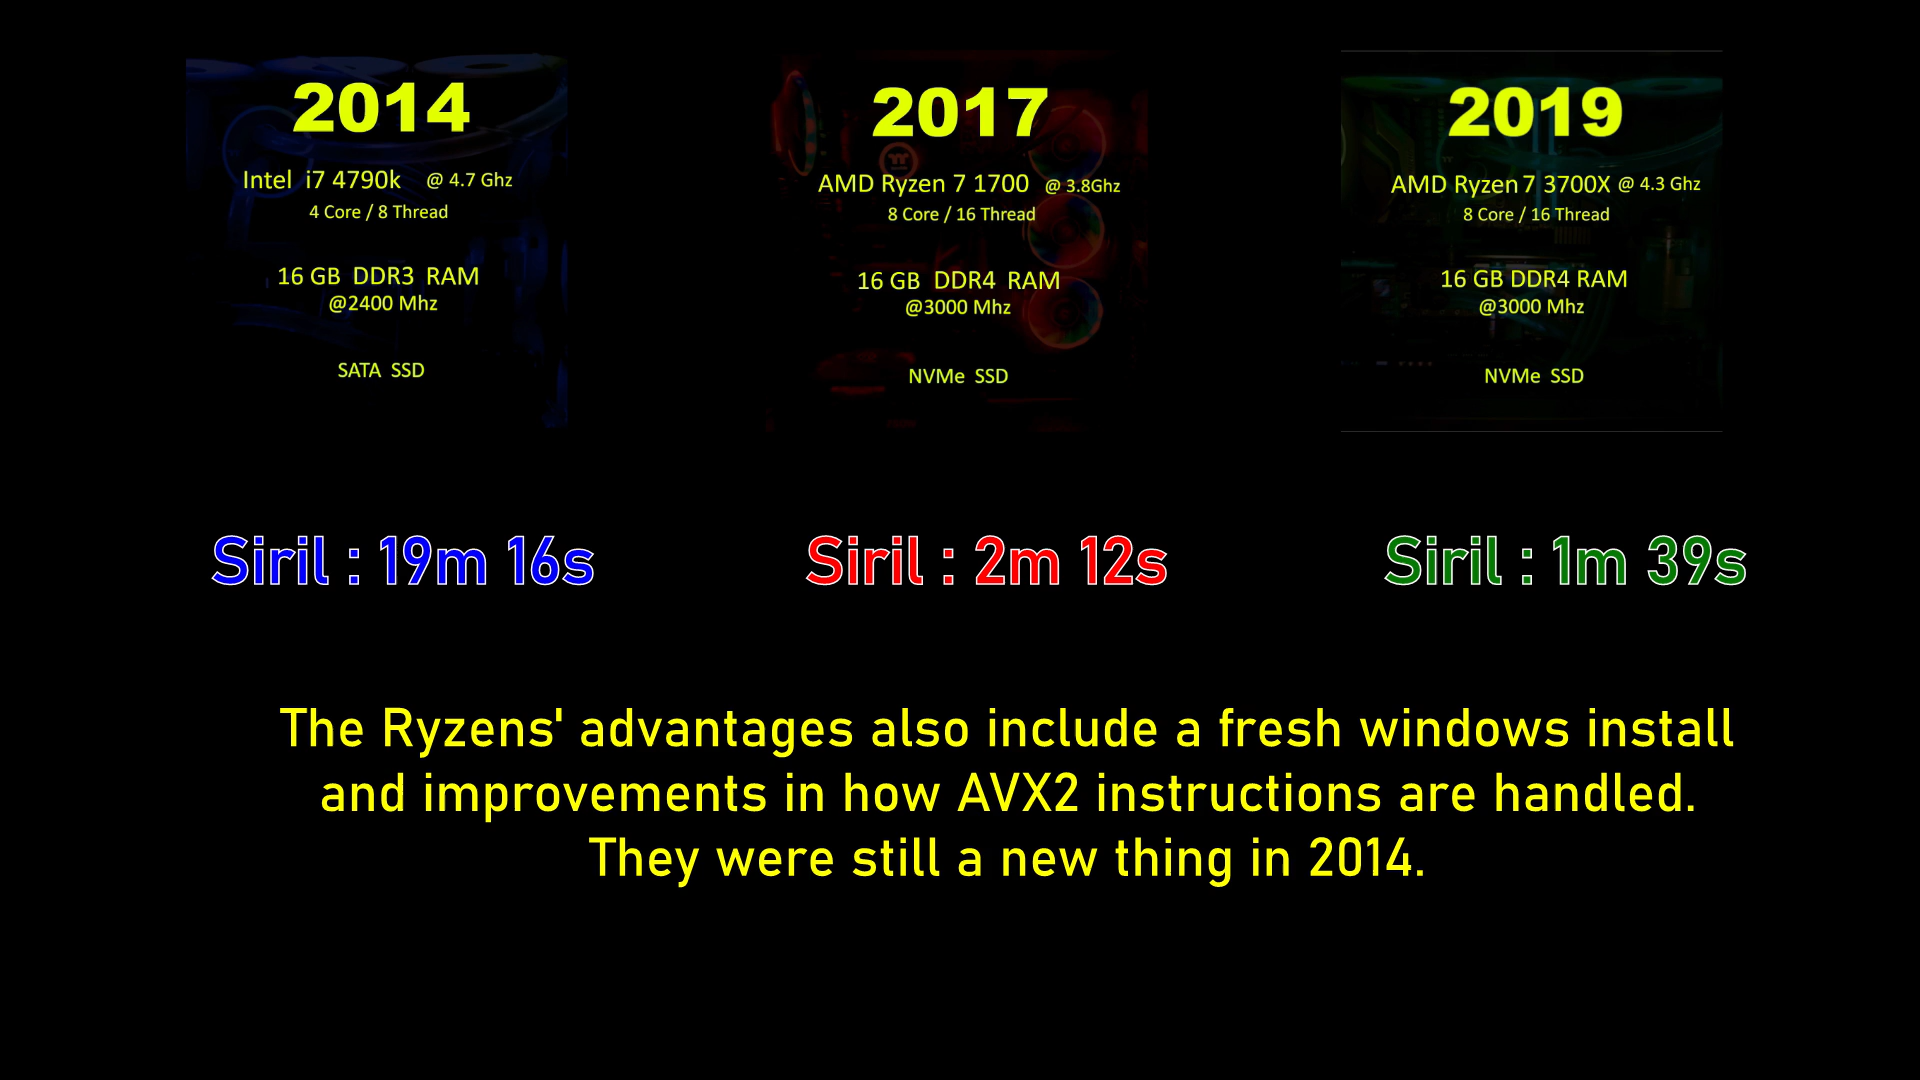 2014
Intel i7 4790k @ 4.7 Ghz
4 Core / 8 Thread
16 GB DDR3 RAM
@2400 Mhz
SATA SSD
2017
AMD Ryzen 7 1700 @ 3.8Ghz
8 Core / 16 Thread
16 GB DDR4 RAM
@3000 Mhz
NVMe SSD
2019
AMD Ryzen 7 3700X @ 4.3 Ghz
8 Core / 16 Thread
16 GB DDR4 RAM
@3000 Mhz
NVMe SSD
Siril : 19m 16s
Siril : 2m 12s
Siril : 1m 39s
The Ryzens' advantages also include a fresh windows install
and improvements in how AVX2 instructions are handled.
They were still a new thing in 2014.